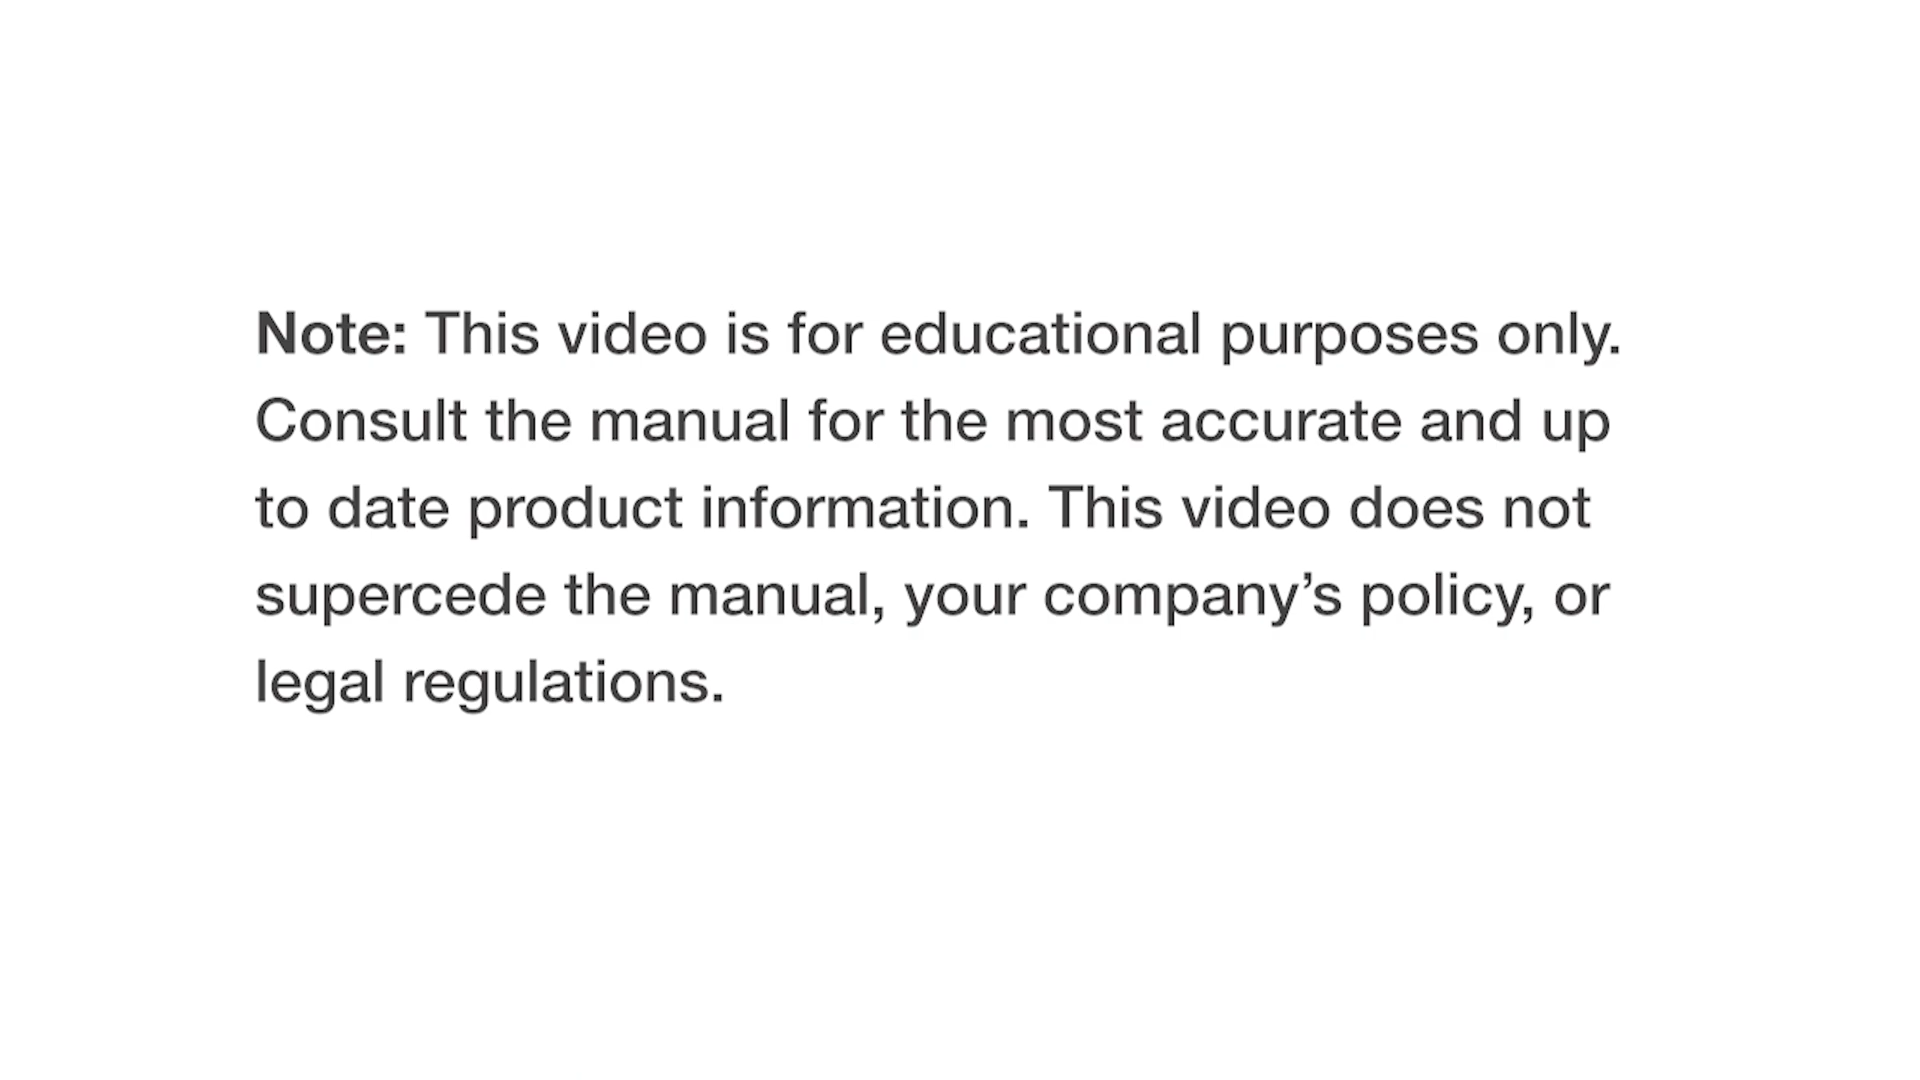 Note: This video is for educational purposes only.
Consult the manual for the most accurate and up
to date product information. This video does not
supercede the manual, your company’s policy, or
legal regulations.